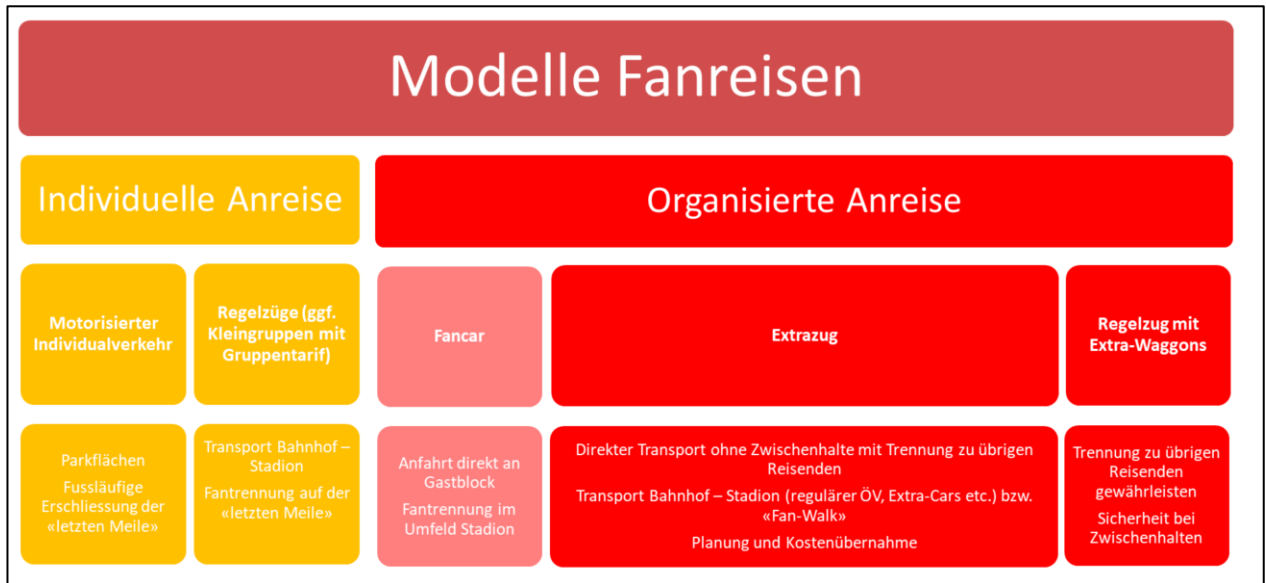 Modelle Fanreisen
Individuelle Anreise
Organisierte Anreise
Motorisierter
Individualverkehr
Regelzüge (ggf.
Kleingruppen mit
Gruppentarif)
Fancar
Extrazug
Regelzug mit
Extra-Waggons
Parkflächen
Fussläufige
Erschliessung der
«letzten Meile»
Transport Bahnhof –
Stadion
Fantrennung auf der
«letzten Meile»
Anfahrt direkt an
Gastblock
Fantrennung im
Umfeld Stadion
Direkter Transport ohne Zwischenhalte mit Trennung zu übrigen
Reisenden
Transport Bahnhof – Stadion (regulärer ÖV, Extra-Cars etc.) bzw.
«Fan-Walk»
Planung und Kostenübernahme
Trennung zu übrigen
Reisenden
gewährleisten
Sicherheit bei
Zwischenhalten